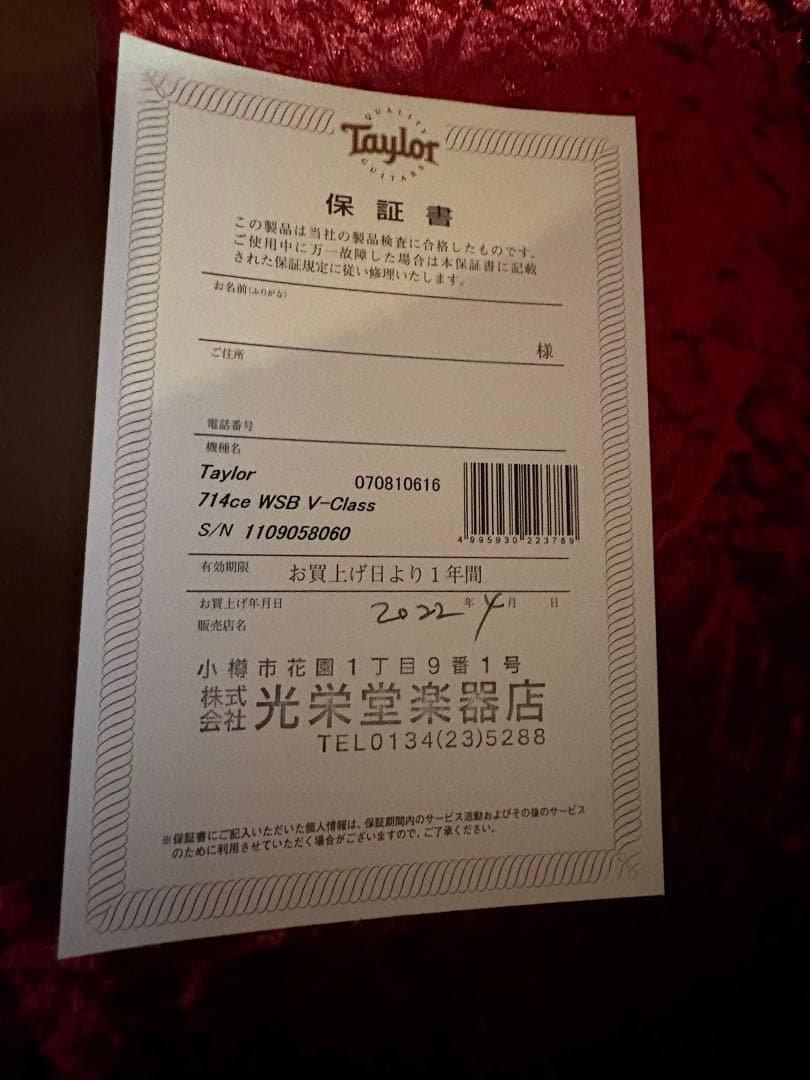 QUALITY
Taylor
GUITARS
保証書
この製品は当社の製品検査に合格したものです。
ご使用中に万一故障した場合は本保証書に記載
された保証規定に従い修理いたします。
お名前(ふりがな)
様
ご住所
電話番号
機種名
Taylor 070810616
714ce WSB V-Class
S/N 1109058060
4995930223789
有効期限 お買上げ日より1年間
お買上げ年月日 2022年4月 日
販売店名
小樽市花園1丁目9番1号
株式会社 光栄堂楽器店
TEL0134(23)5288
※保証書にご記入いただいた個人情報は、保証期間内のサービス活動およびその後のサービス
のために利用させていただく場合がございますので、ご了承ください。